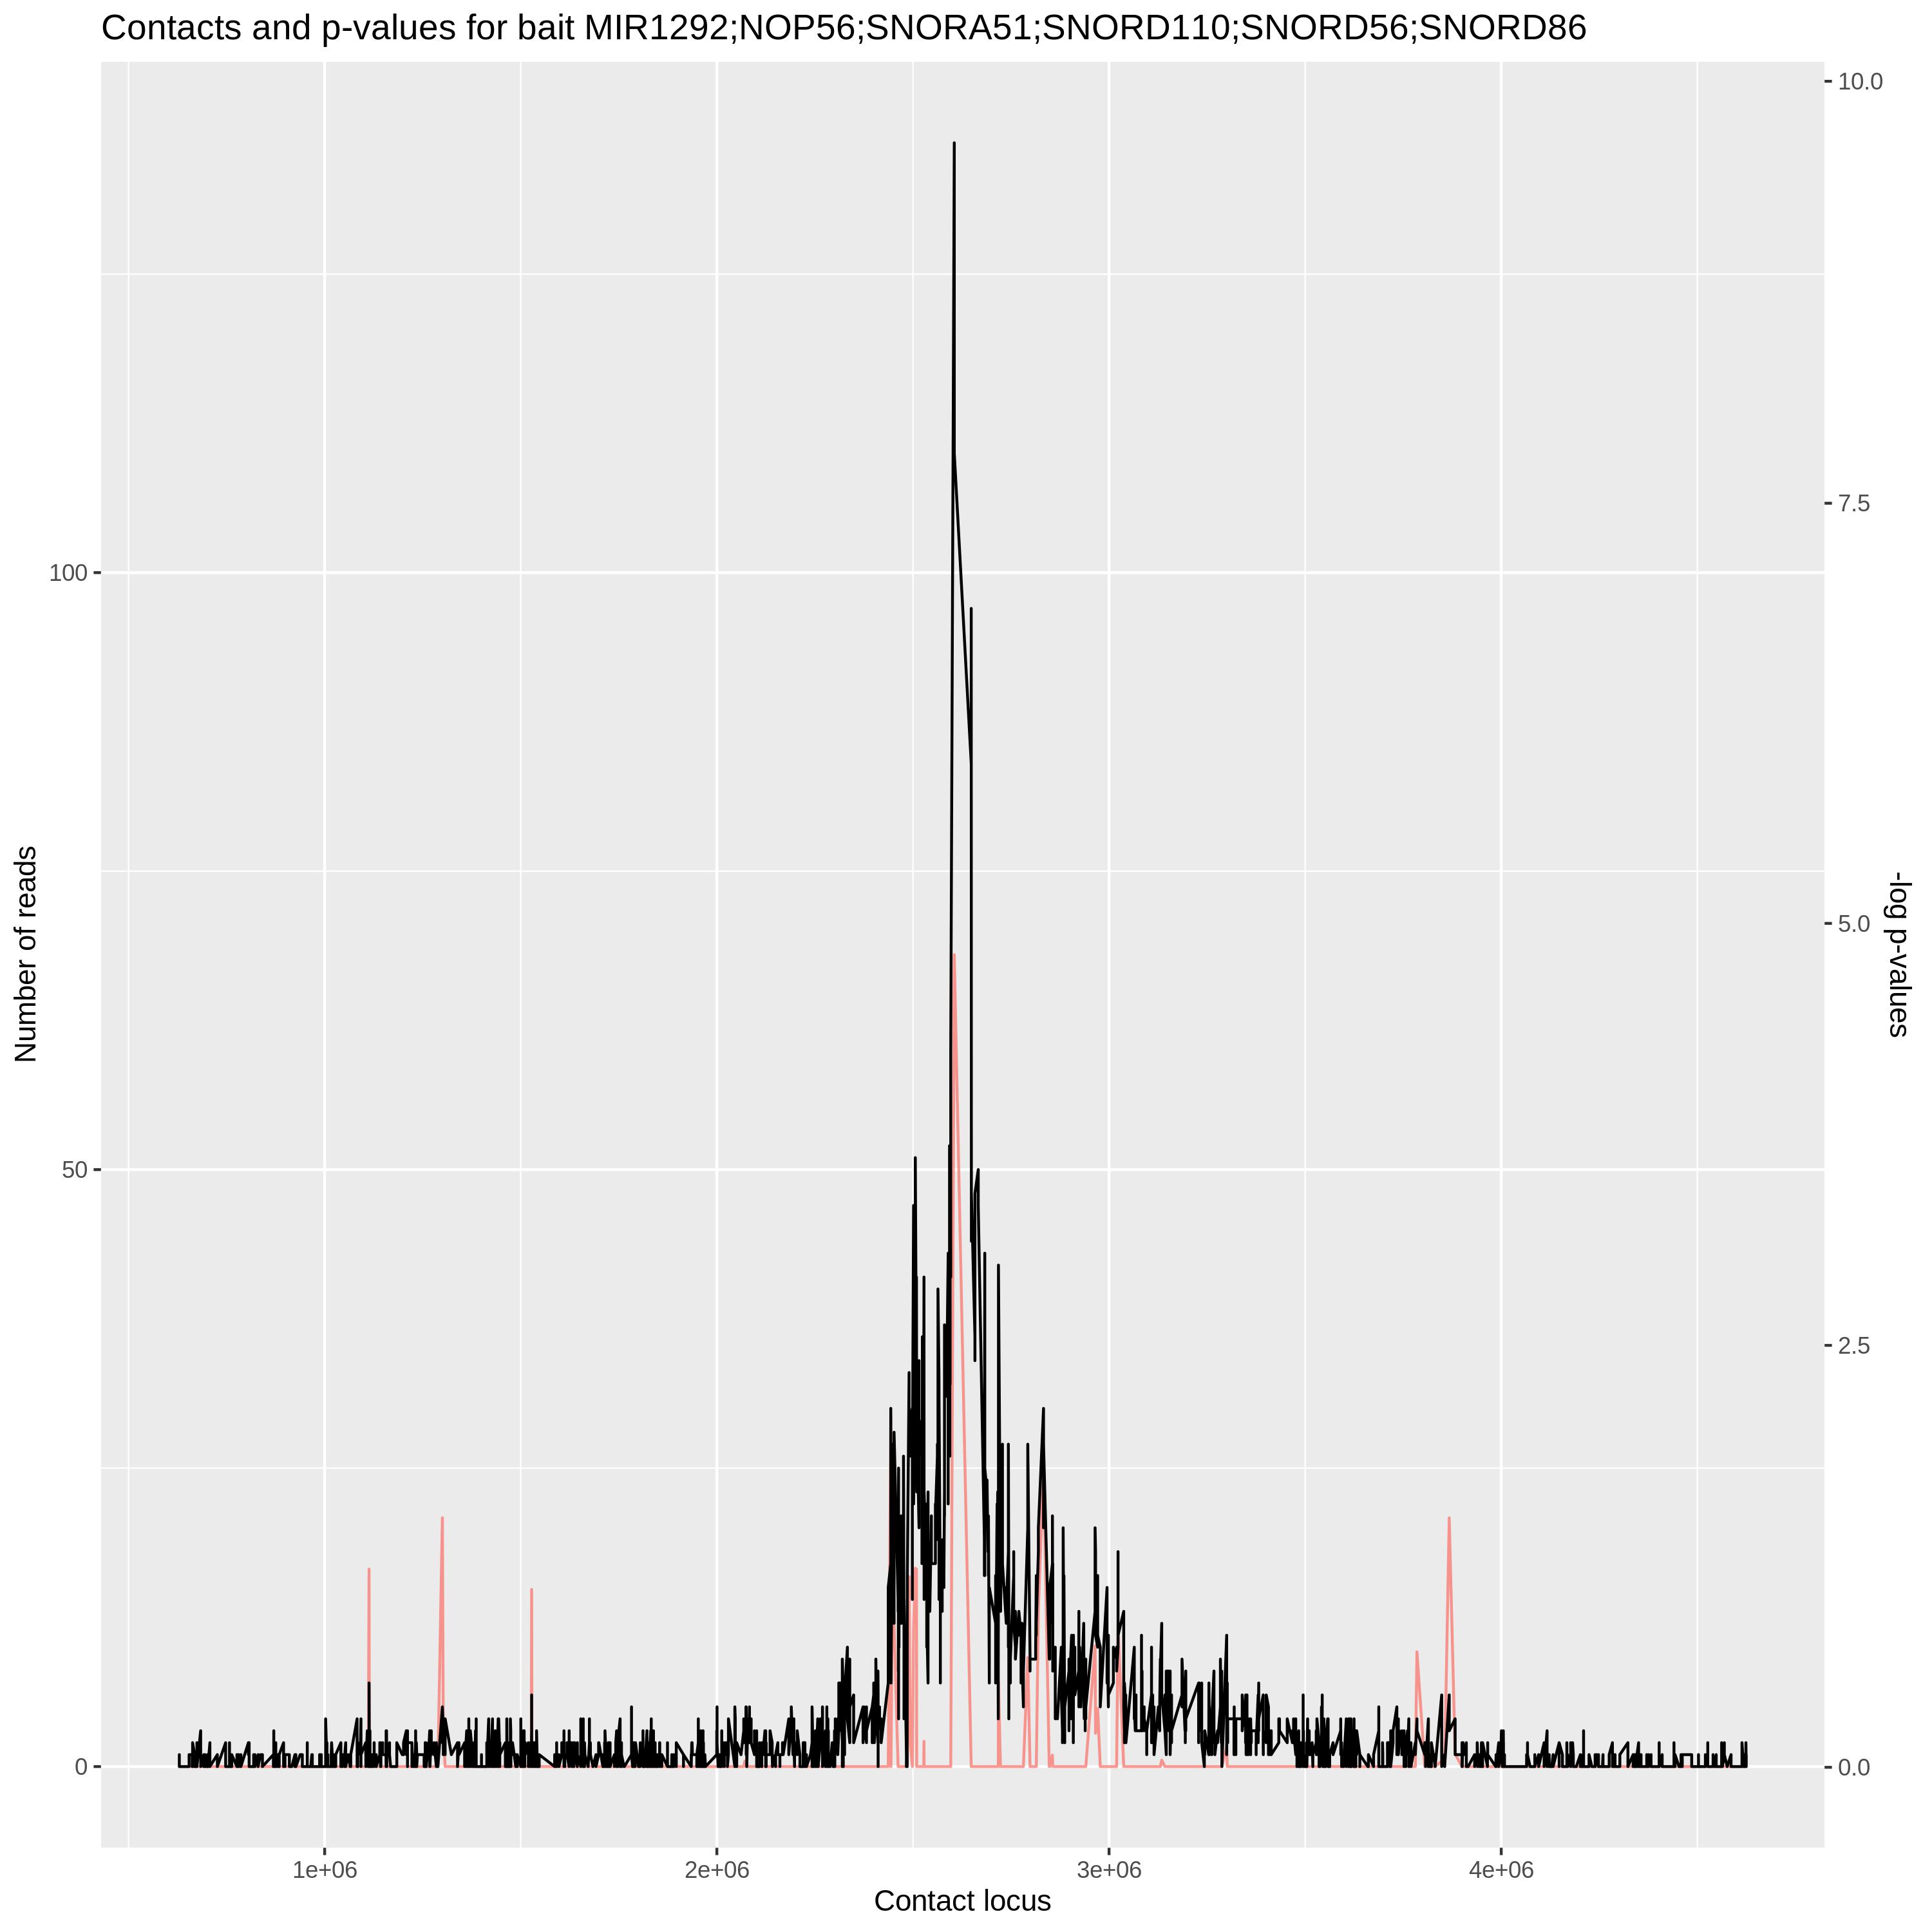 Contacts and p-values for bait MIR1292;NOP56;SNORA51;SNORD110;SNORD56;SNORD86
10.0
7.5
100
5.0
Number of reads
-log p-values
50
2.5
0
0.0
1e+06 2e+06 3e+06 4e+06
Contact locus